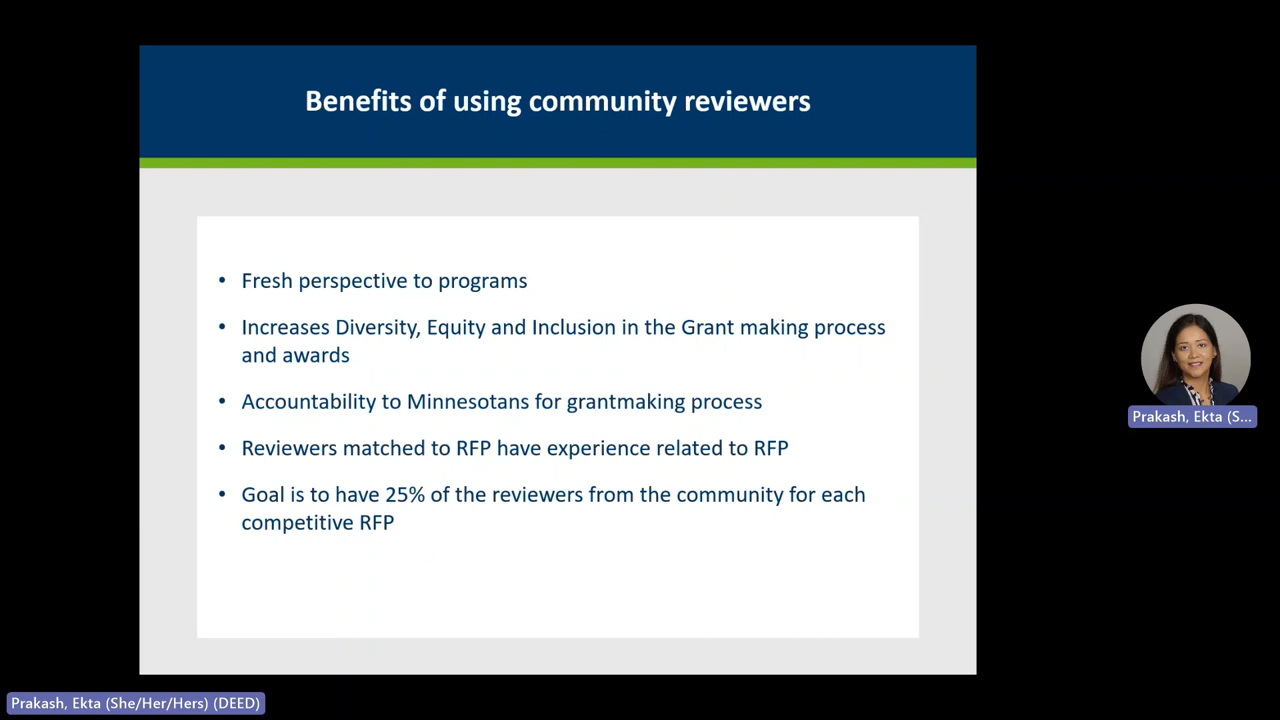 Benefits of using community reviewers
• Fresh perspective to programs
• Increases Diversity, Equity and Inclusion in the Grant making process
and awards
• Accountability to Minnesotans for grantmaking process
• Reviewers matched to RFP have experience related to RFP
• Goal is to have 25% of the reviewers from the community for each
competitive RFP
Prakash, Ekta (S...
Prakash, Ekta (She/Her/Hers) (DEED)